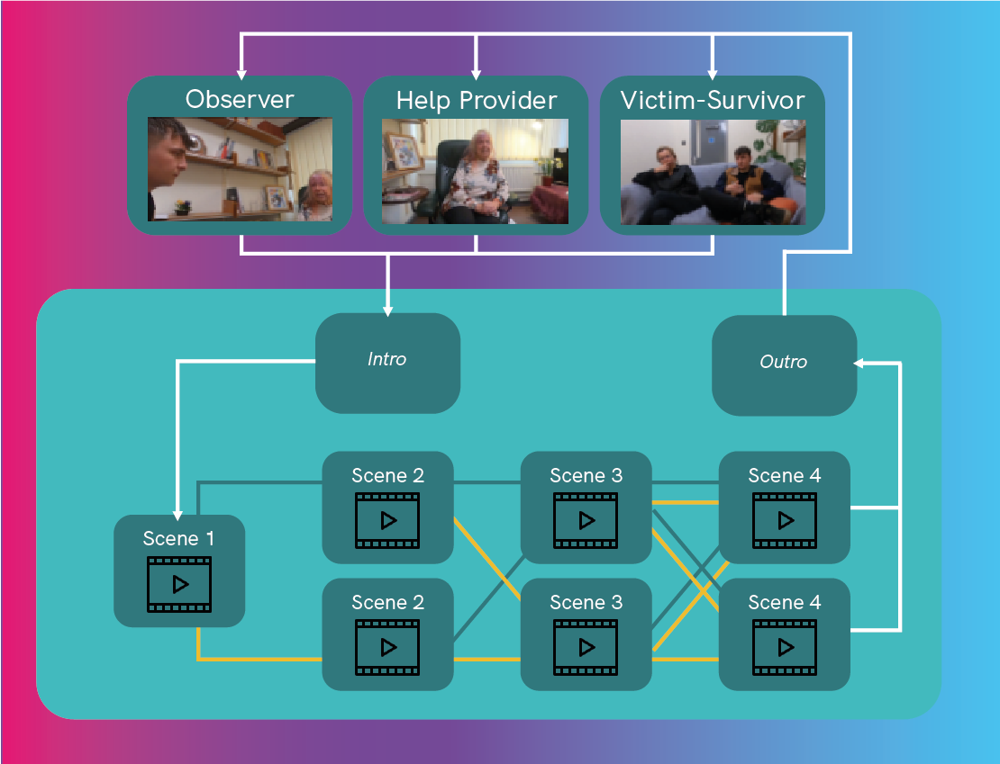 Observer
Help Provider
Victim-Survivor
Intro
Outro
Scene 1
Scene 2
Scene 3
Scene 4
Scene 2
Scene 3
Scene 4